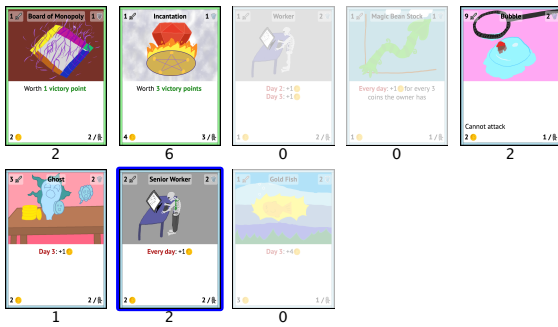 1 Board of Monopoly 1
Worth 1 victory point
2 2/
2
1 Incantation 1
Worth 3 victory points
4 3/
6
1 Worker 2
Day 2: +1
Day 3: +1
1 2/
0
1 Magic Bean Stock 1
Every day: +1 for every 3
coins the owner has
1 1/
0
9 Bubble 2
Cannot attack
2 1/
2
3 Ghost 2
Day 3: +1
2 2/
1
2 Senior Worker 2
Every day: +1
2 2/
2
Gold Fish
Day 3: +4
3 1/
0